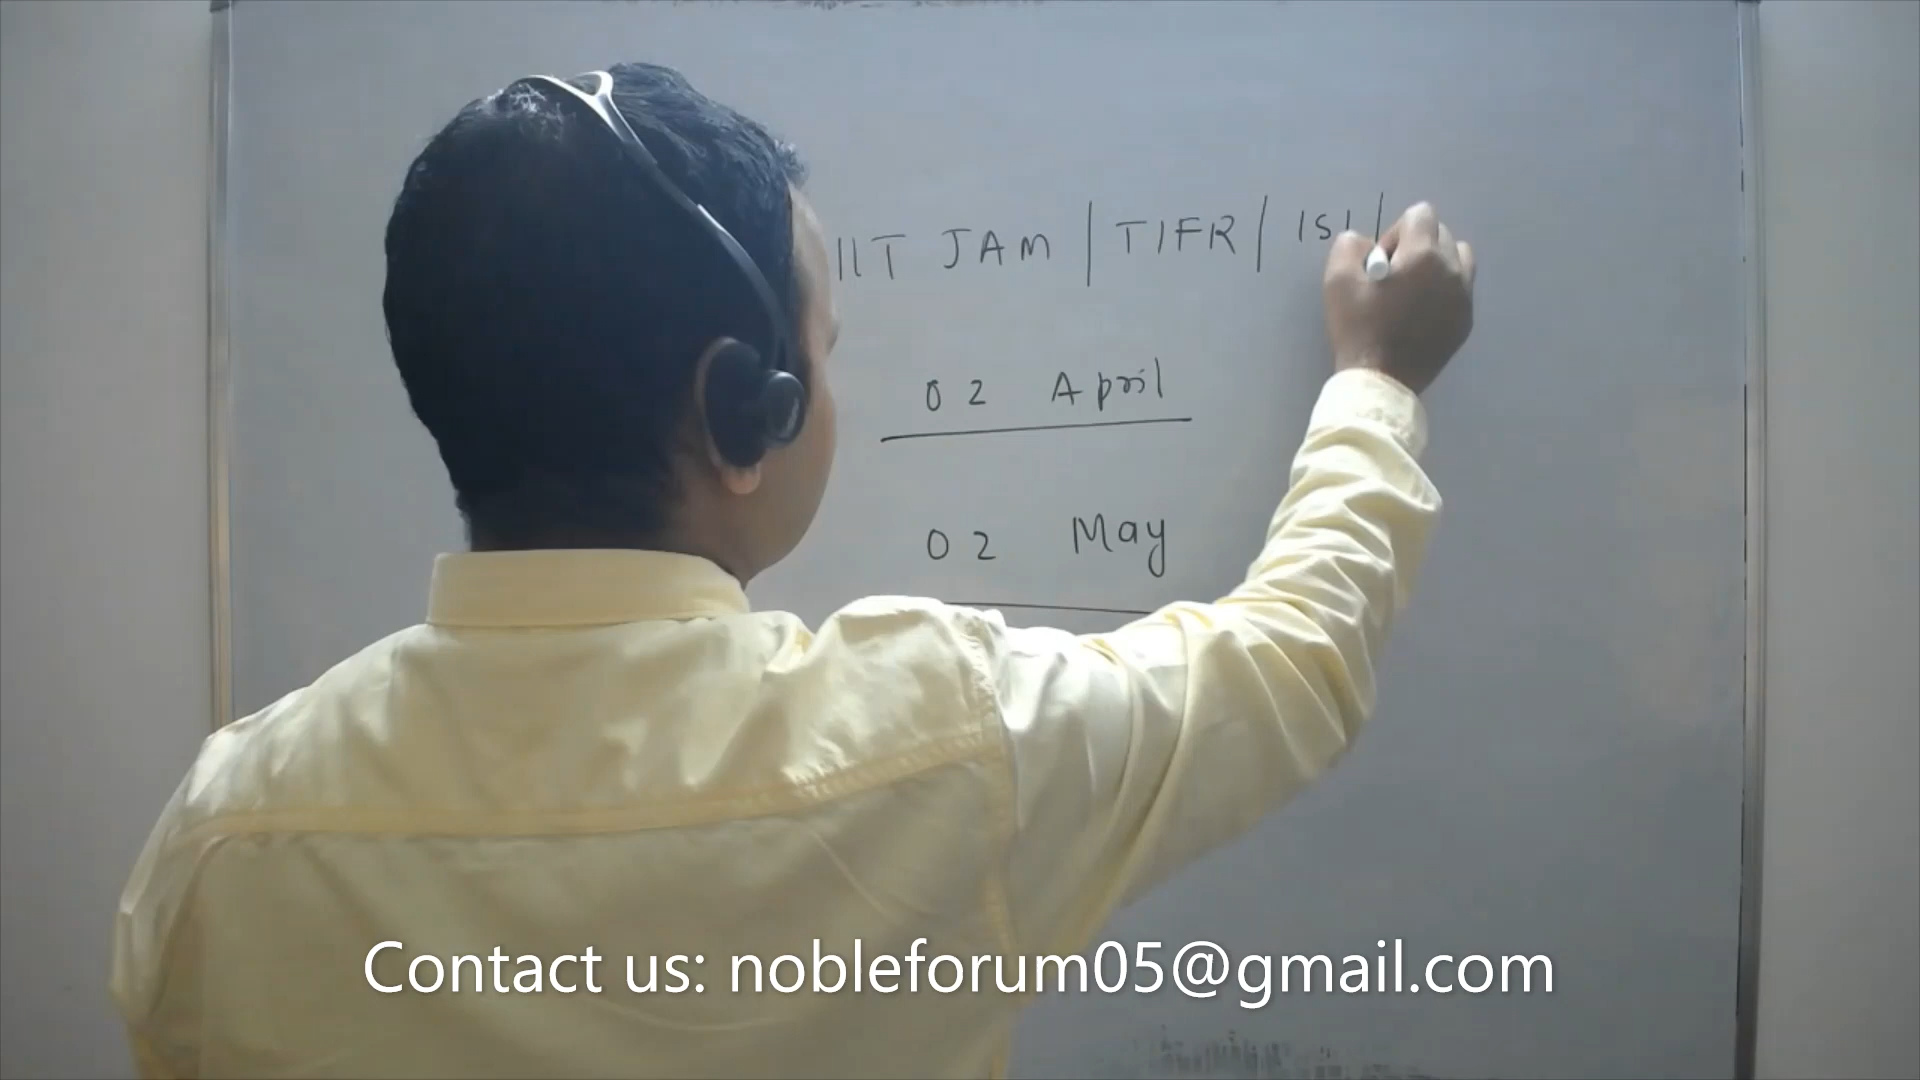 IIT JAM / TIFR / ISI /
02 April
02 May
Contact us: nobleforum05@gmail.com